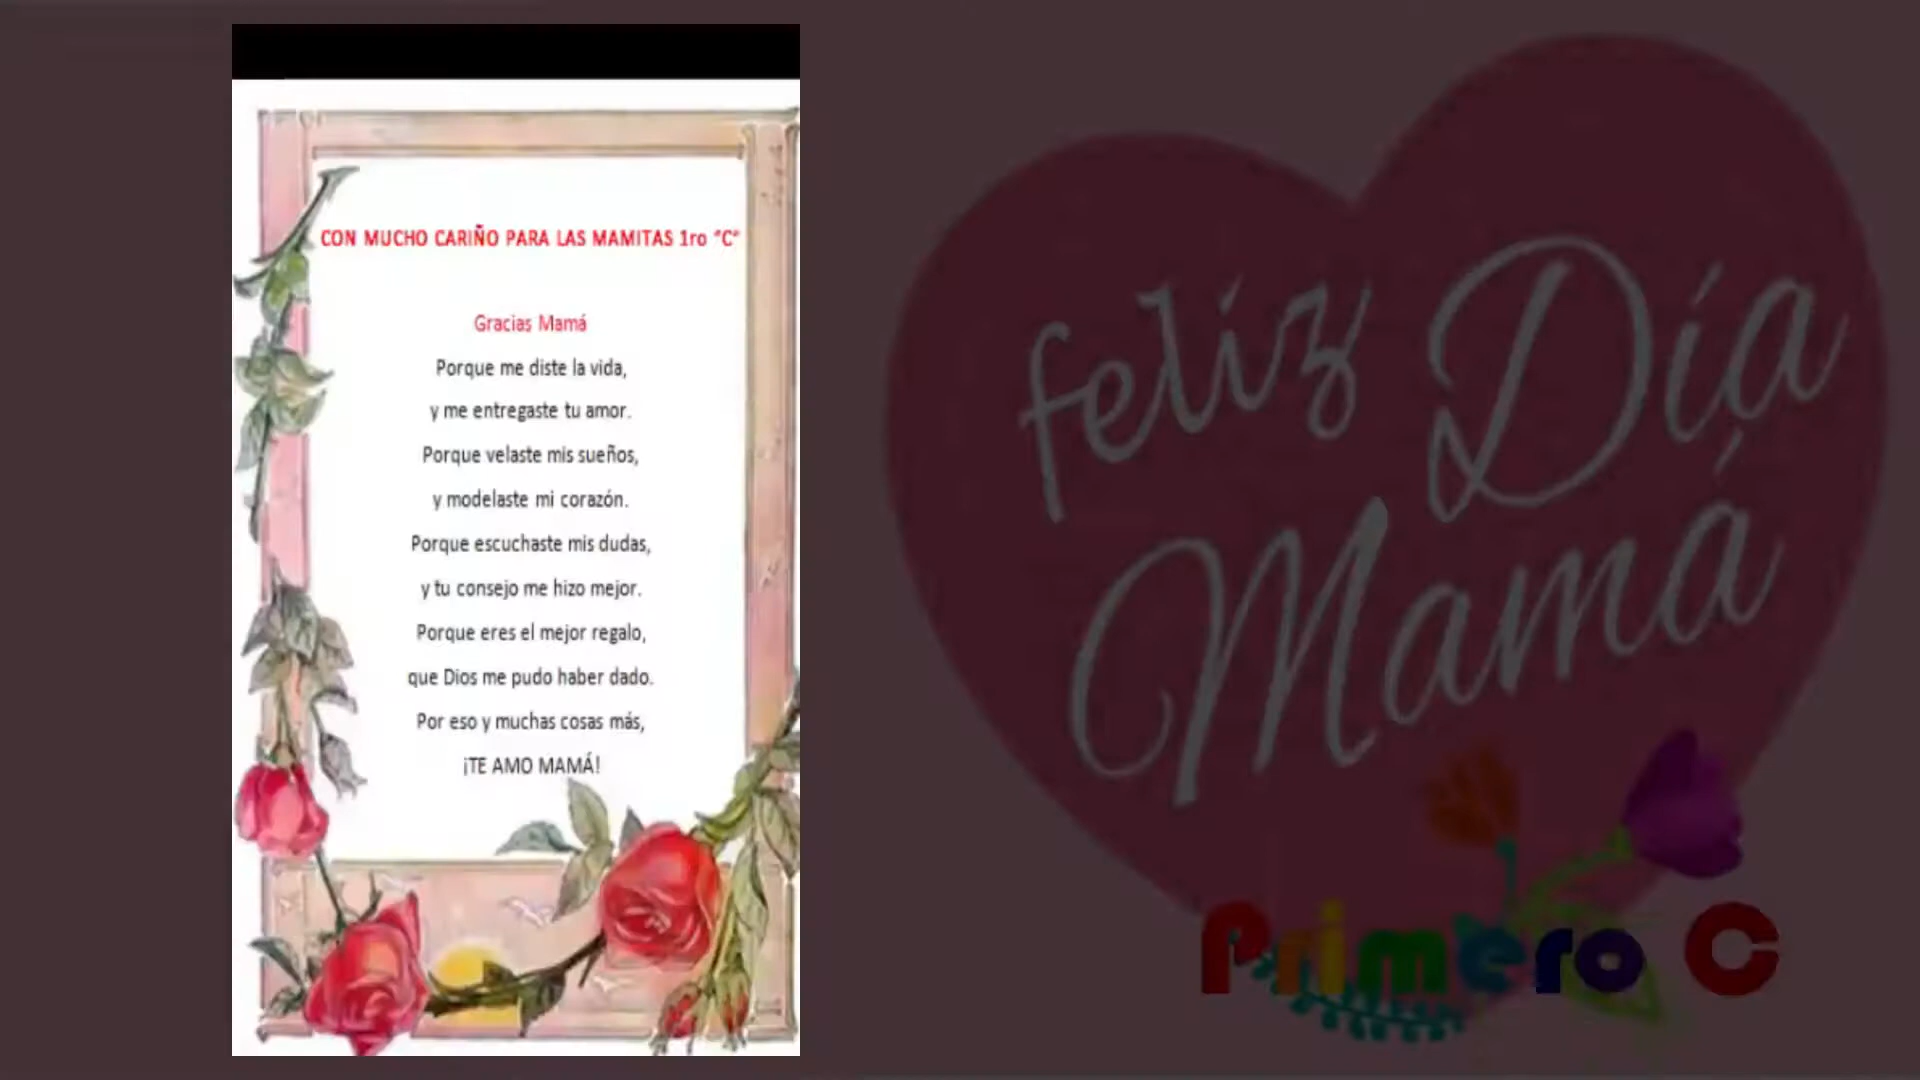 CON MUCHO CARIÑO PARA LAS MAMITAS 1ro "C"
Gracias Mamá
Porque me diste la vida,
y me entregaste tu amor.
Porque velaste mis sueños,
y modelaste mi corazón.
Porque escuchaste mis dudas,
y tu consejo me hizo mejor.
Porque eres el mejor regalo,
que Dios me pudo haber dado.
Por eso y muchas cosas más,
¡TE AMO MAMÁ!
feliz Día
Mamá
Primero C